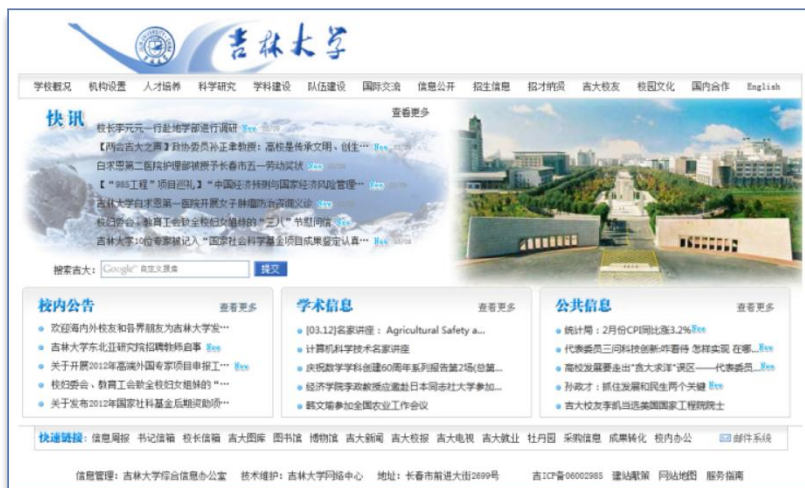 吉林大学
学校概况 机构设置 人才培养 科学研究 学科建设 队伍建设 国际交流 信息公开 招生信息 招才纳贤 吉大校友 校园文化 国内合作 English
快讯
查看更多
校长李元元一行赴地学部进行调研 New
【两会吉大之声】政协委员孙正聿教授：高校是传承文明、创生… New
白求恩第二医院护理部被授予长春市五一劳动奖状 New
【“985工程”项目巡礼】“中国经济预测与国家经济风险管理… New
吉林大学白求恩第一医院开展女子肿瘤防治咨询义诊 New
校妇委会、教育工会致全校妇女姐妹的“三八”节慰问信 New
吉林大学10位专家被记入“国家社会科学基金项目成果鉴定认真… New
搜索吉大： Google 自定义搜索 提交
校内公告 查看更多
欢迎海内外校友和各界朋友为吉林大学发…
吉林大学东北亚研究院招聘教师启事 New
关于开展2012年高端外国专家项目申报工…
校妇委会、教育工会致全校妇女姐妹的“…
关于发布2012年国家社科基金后期资助项…
学术信息 查看更多
[03.12]名家讲座： Agricultural Safety a...
计算机科学技术名家讲座
庆祝数学学科创建60周年系列报告第2场(总第...
经济学院李政教授应邀赴日本同志社大学参加...
韩文瑜参加全国农业工作会议
公共信息 查看更多
统计局：2月份CPI同比涨3.2% New
代表委员三问科技创新:咋看待 怎样实现 在哪... New
高校发展要走出“贪大求洋”误区——代表委员... New
孙政才：抓住发展和民生两个关键 New
吉大校友李凯当选美国国家工程院院士
快速链接： 信息周报 书记信箱 校长信箱 吉大图库 图书馆 博物馆 吉大新闻 吉大校报 吉大电视 吉大就业 牡丹园 采购信息 成果转化 校内办公 邮件系统
信息管理：吉林大学综合信息办公室 技术维护：吉林大学网络中心 地址：长春市前进大街2699号 吉ICP备06002985 建站献策 网站地图 服务指南